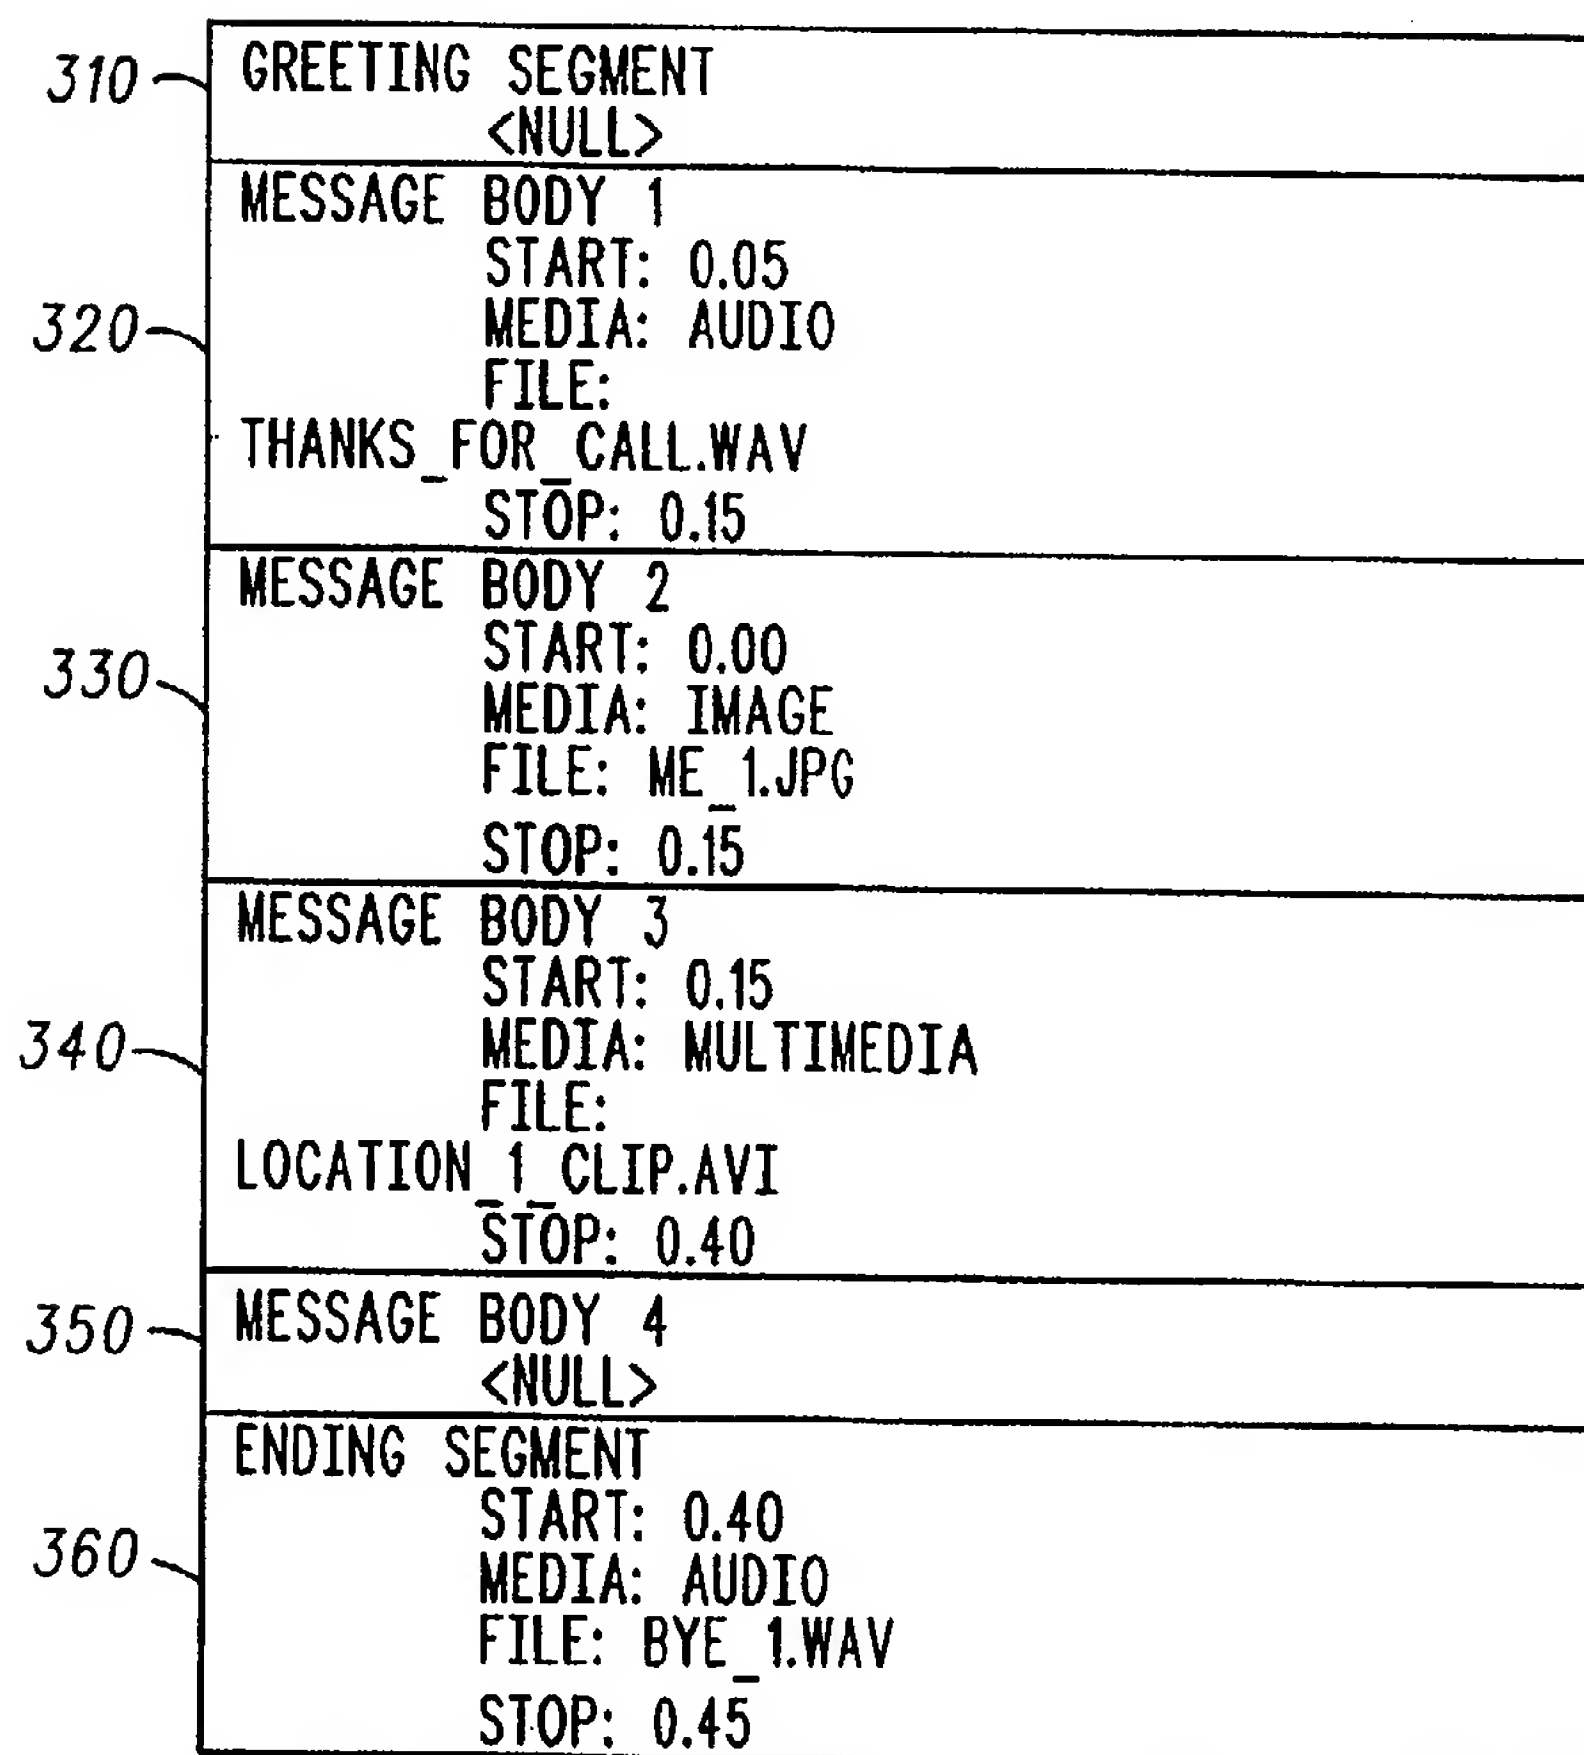 310
GREETING SEGMENT
<NULL>
320
MESSAGE BODY 1
START: 0.05
MEDIA: AUDIO
FILE:
THANKS_FOR_CALL.WAV
STOP: 0.15
330
MESSAGE BODY 2
START: 0.00
MEDIA: IMAGE
FILE: ME_1.JPG
STOP: 0.15
340
MESSAGE BODY 3
START: 0.15
MEDIA: MULTIMEDIA
FILE:
LOCATION_1_CLIP.AVI
STOP: 0.40
350
MESSAGE BODY 4
<NULL>
360
ENDING SEGMENT
START: 0.40
MEDIA: AUDIO
FILE: BYE_1.WAV
STOP: 0.45